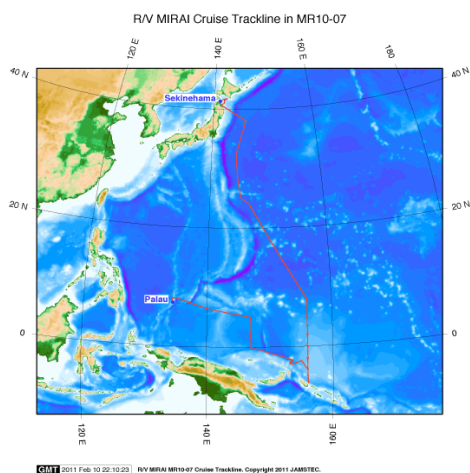 R/V MIRAI Cruise Trackline in MR10-07
120 E
140 E
160 E
180
40 N
40 N
Sekinehama
20 N
20 N
Palau
0
0
120 E
140 E
160 E
GMT 2011 Feb 10 22:10:23 R/V MIRAI MR10-07 Cruise Trackline. Copyright 2011 JAMSTEC.